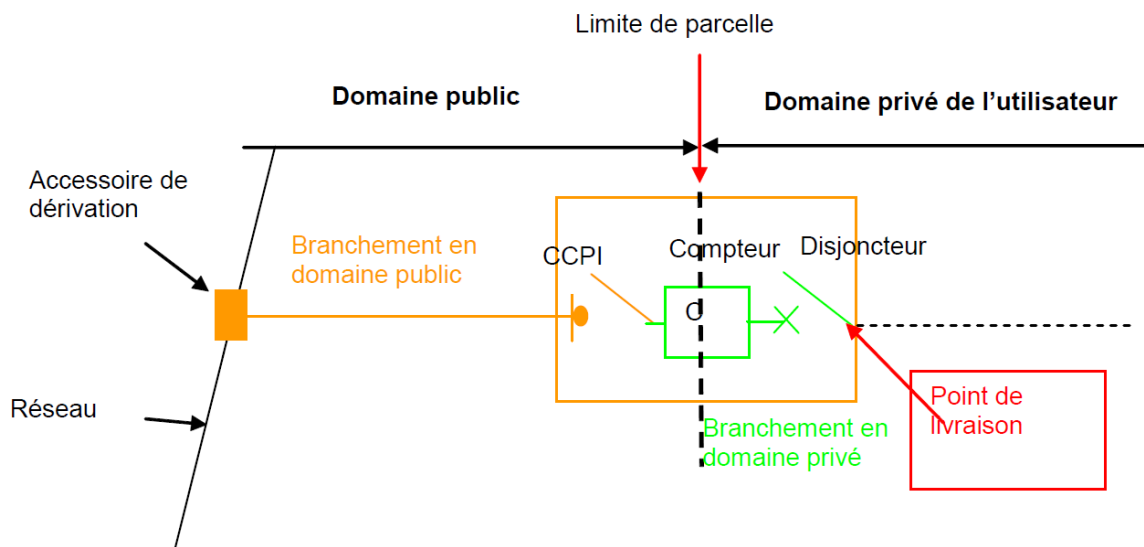 Limite de parcelle
Domaine public
Domaine privé de l’utilisateur
Accessoire de
dérivation
Branchement en
domaine public
CCPI
Compteur
Disjoncteur
C
Réseau
Point de
livraison
Branchement en
domaine privé